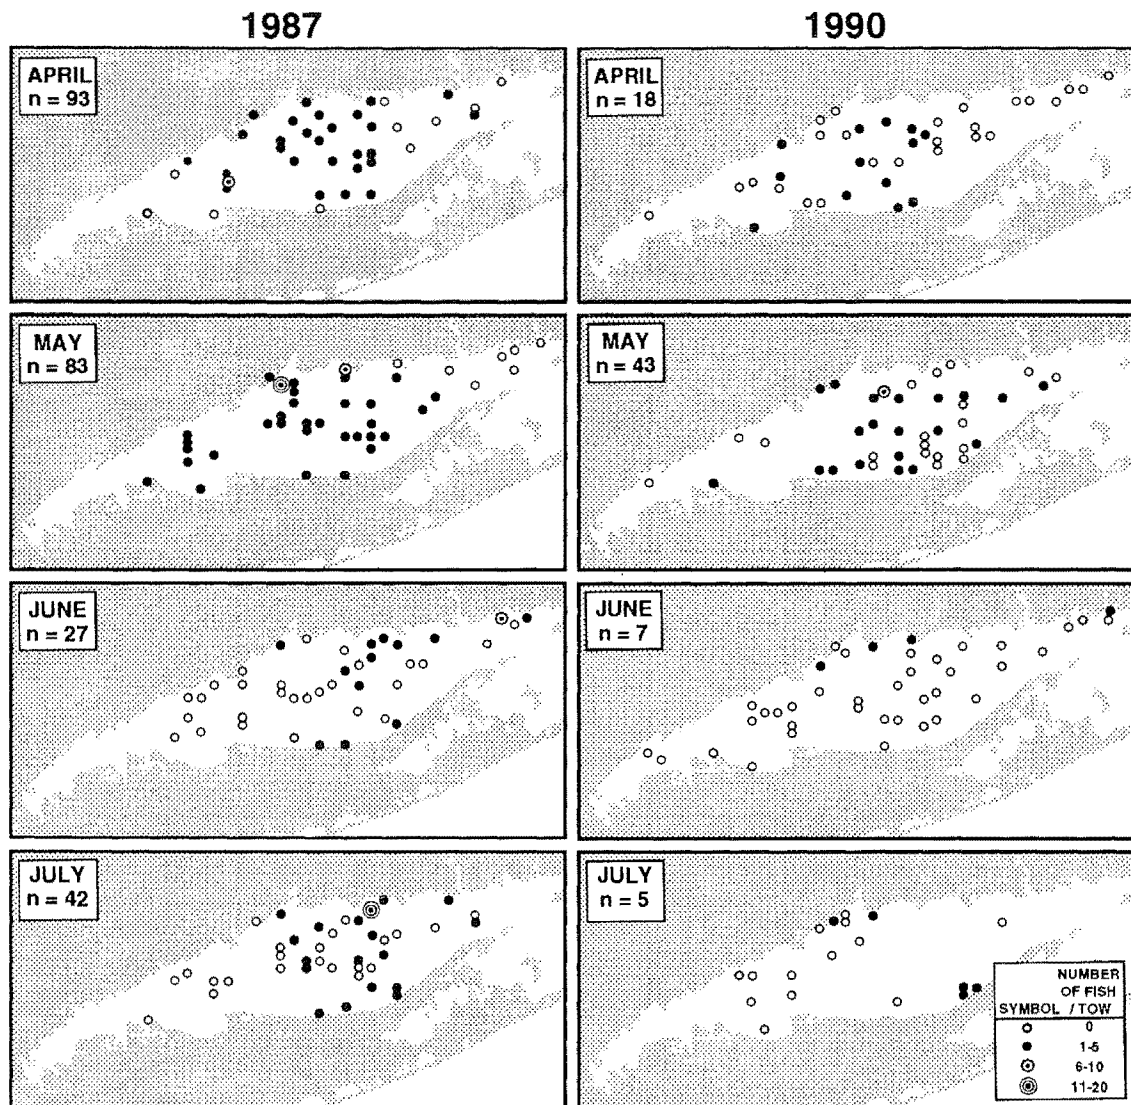 1987
1990
APRIL
n = 93
APRIL
n = 18
MAY
n = 83
MAY
n = 43
JUNE
n = 27
JUNE
n = 7
JULY
n = 42
JULY
n = 5
NUMBER
OF FISH
SYMBOL / TOW
0
1-5
6-10
11-20